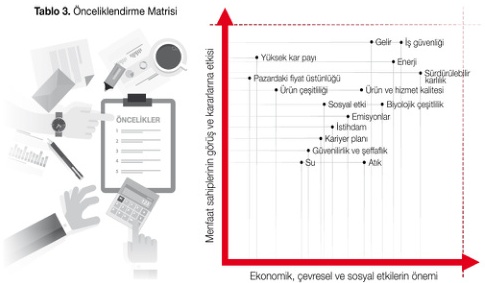 Tablo 3. Önceliklendirme Matrisi
ÖNCELİKLER
1.
2.
3.
4.
5.
Menfaat sahiplerinin görüş ve kararlarına etkisi
Gelir
İş güvenliği
Yüksek kar payı
Enerji
Sürdürülebilir
karlılık
Pazardaki fiyat üstünlüğü
Ürün çeşitiliği
Ürün ve hizmet kalitesi
Sosyal etki
Biyolojik çeşitilik
Emisyonlar
İstihdam
Kariyer planı
Güvenilirlik ve şeffaflık
Su
Atık
Ekonomik, çevresel ve sosyal etkilerin önemi